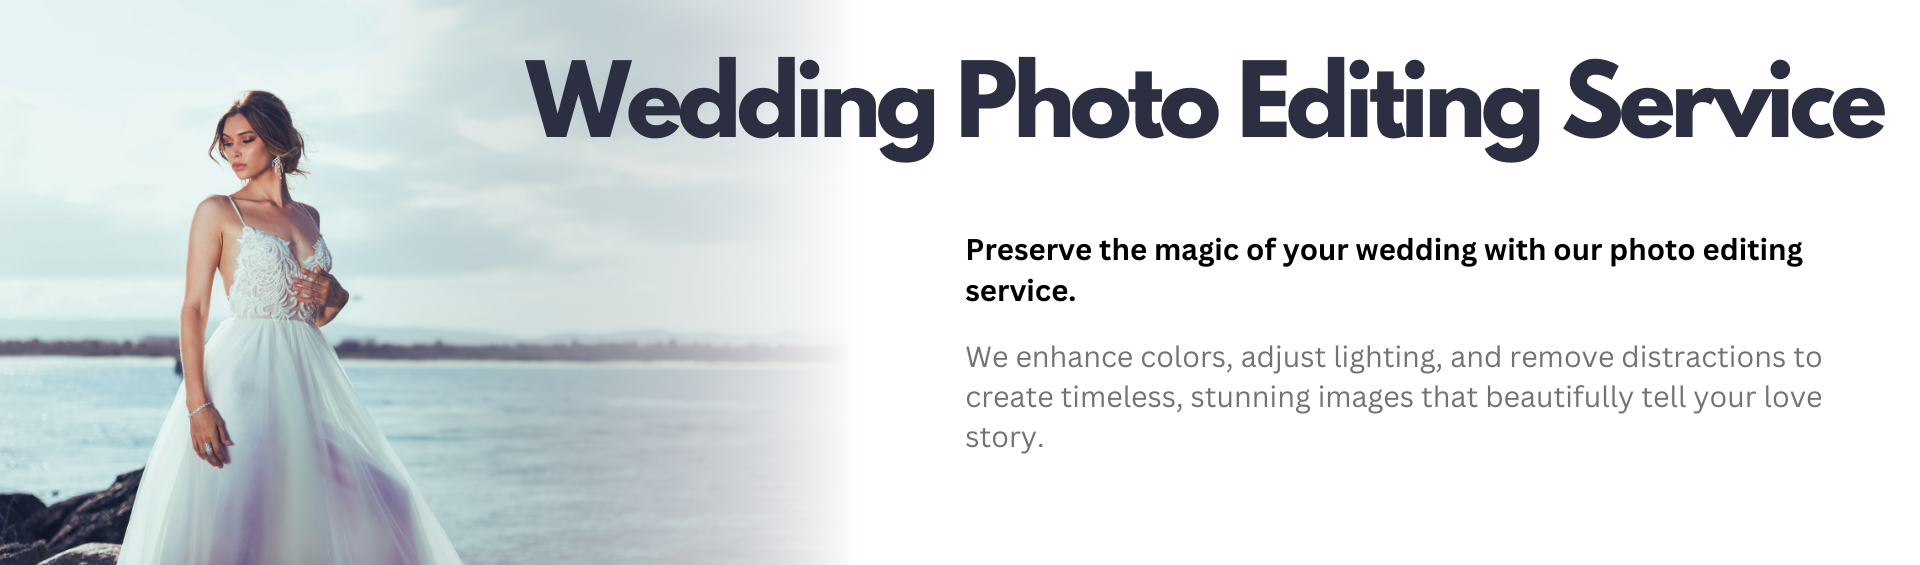 Wedding Photo Editing Service
Preserve the magic of your wedding with our photo editing
service.
We enhance colors, adjust lighting, and remove distractions to
create timeless, stunning images that beautifully tell your love
story.